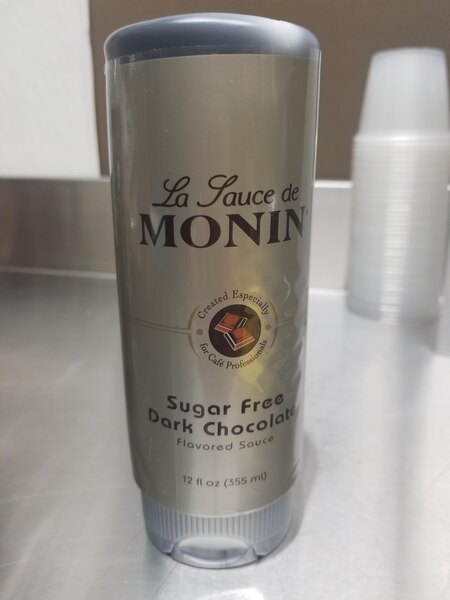 La Sauce de
MONIN
Created Especially
for Café Professionals
Sugar Free
Dark Chocolate
Flavored Sauce
12 fl oz (355 ml)